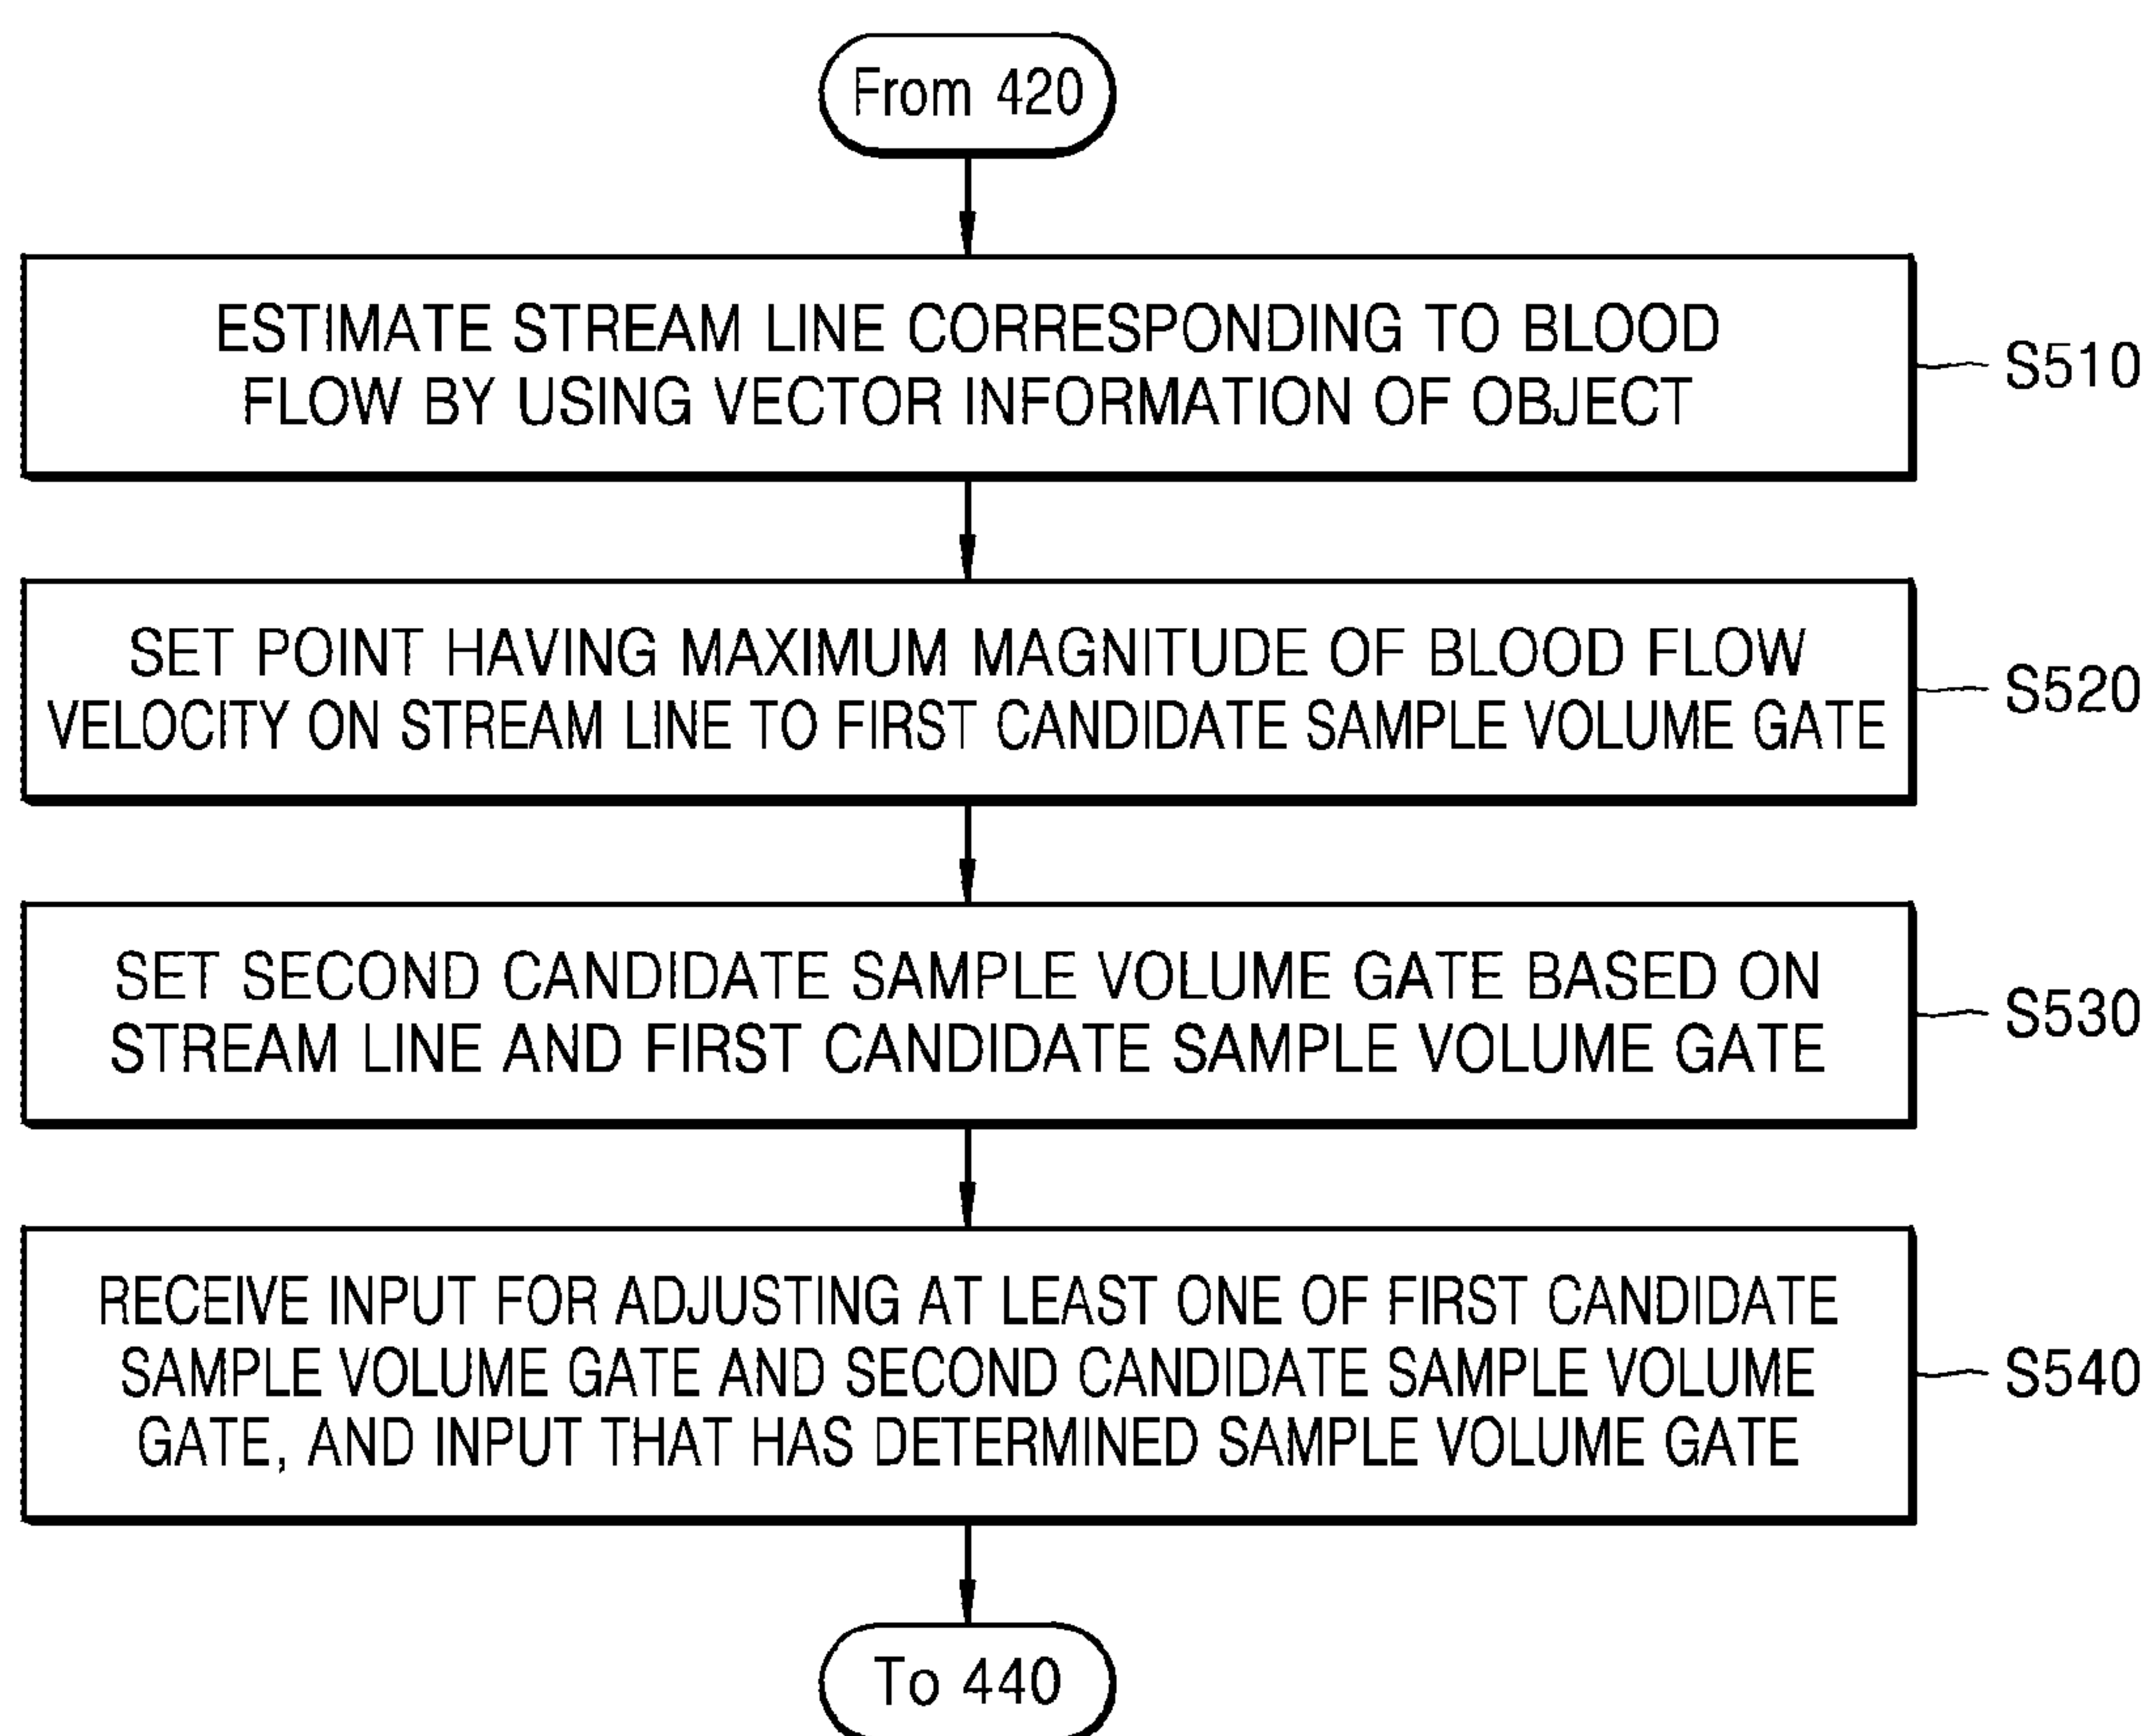 From 420
ESTIMATE STREAM LINE CORRESPONDING TO BLOOD
FLOW BY USING VECTOR INFORMATION OF OBJECT
S510
SET POINT HAVING MAXIMUM MAGNITUDE OF BLOOD FLOW
VELOCITY ON STREAM LINE TO FIRST CANDIDATE SAMPLE VOLUME GATE
S520
SET SECOND CANDIDATE SAMPLE VOLUME GATE BASED ON
STREAM LINE AND FIRST CANDIDATE SAMPLE VOLUME GATE
S530
RECEIVE INPUT FOR ADJUSTING AT LEAST ONE OF FIRST CANDIDATE
SAMPLE VOLUME GATE AND SECOND CANDIDATE SAMPLE VOLUME
GATE, AND INPUT THAT HAS DETERMINED SAMPLE VOLUME GATE
S540
To 440